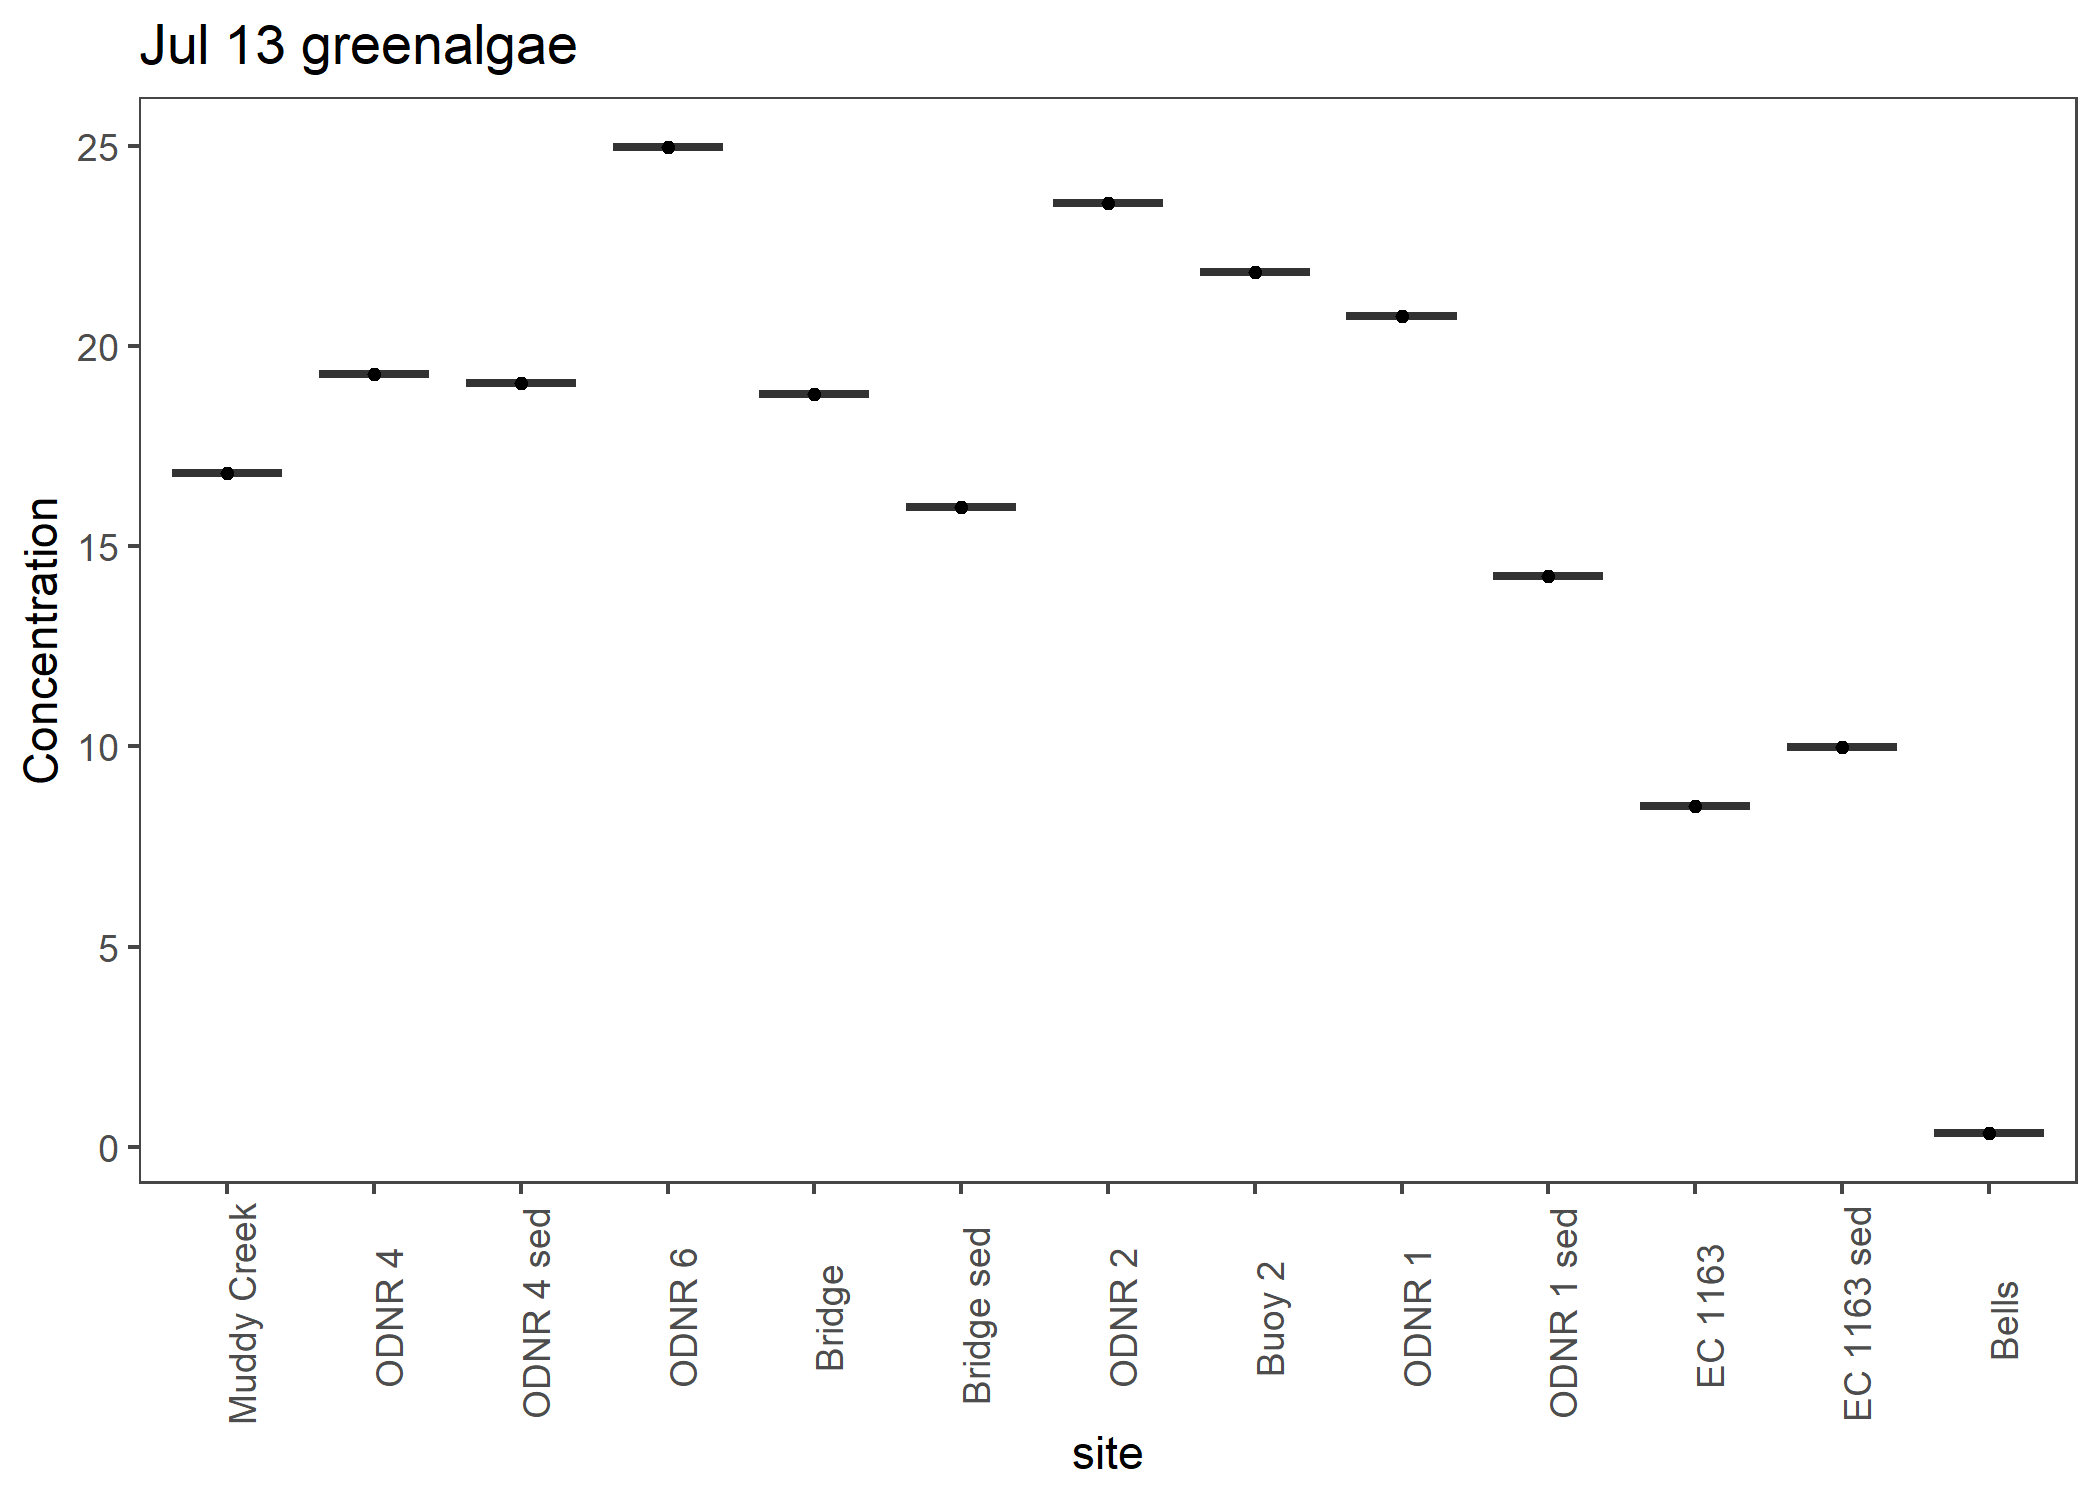 Jul 13 greenalgae
Concentration
25
20
15
10
5
0
Muddy Creek
ODNR 4
ODNR 4 sed
ODNR 6
Bridge
Bridge sed
ODNR 2
Buoy 2
ODNR 1
ODNR 1 sed
EC 1163
EC 1163 sed
Bells
site